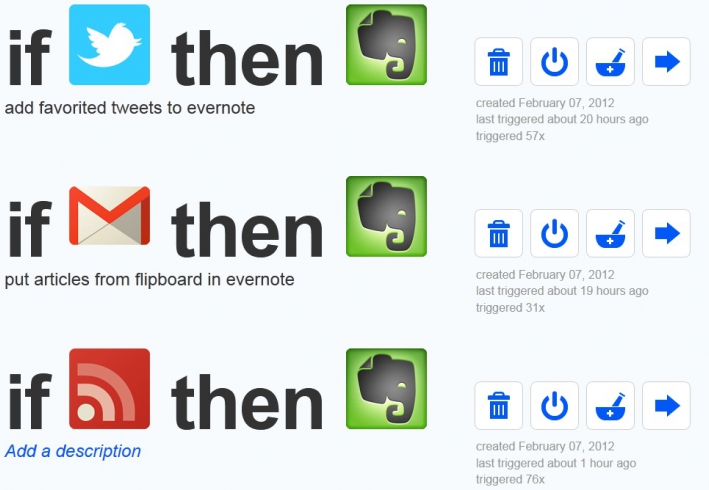 if then
add favorited tweets to evernote
created February 07, 2012
last triggered about 20 hours ago
triggered 57x
if then
put articles from flipboard in evernote
created February 07, 2012
last triggered about 19 hours ago
triggered 31x
if then
Add a description
created February 07, 2012
last triggered about 1 hour ago
triggered 76x